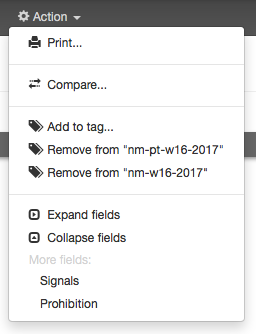 Action
Print...
Compare...
Add to tag...
Remove from "nm-pt-w16-2017"
Remove from "nm-w16-2017"
Expand fields
Collapse fields
More fields:
Signals
Prohibition